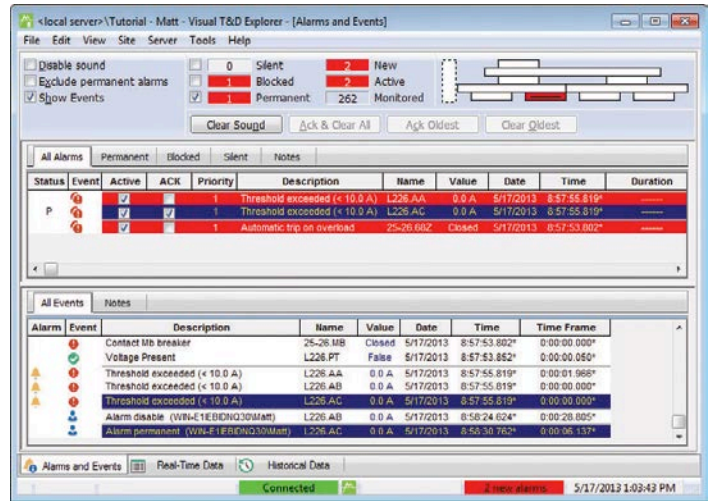 <local server>\Tutorial - Matt - Visual T&D Explorer - [Alarms and Events]
File Edit View Site Server Tools Help
Disable sound
Exclude permanent alarms
Show Events
0 Silent 2 New
1 Blocked 2 Active
1 Permanent 262 Monitored
Clear Sound Ack & Clear All Ack Oldest Clear Oldest
All Alarms Permanent Blocked Silent Notes
Status Event Active ACK Priority Description Name Value Date Time Duration
1 Threshold exceeded (< 10.0 A) L226.AA 0.0 A 5/17/2013 8:57:55.819* -------
P 1 Threshold exceeded (< 10.0 A) L226.AC 0.0 A 5/17/2013 8:57:55.819* -------
1 Automatic trip on overload 25-26.68Z Closed 5/17/2013 8:57:53.802* -------
All Events Notes
Alarm Event Description Name Value Date Time Time Frame
Contact Mb breaker 25-26.MB Closed 5/17/2013 8:57:53.802* 0:00:00.000*
Voltage Present L226.PT False 5/17/2013 8:57:53.852* 0:00:00.050*
Threshold exceeded (< 10.0 A) L226.AA 0.0 A 5/17/2013 8:57:55.819* 0:00:01.966*
Threshold exceeded (< 10.0 A) L226.AB 0.0 A 5/17/2013 8:57:55.819* 0:00:00.000*
Threshold exceeded (< 10.0 A) L226.AC 0.0 A 5/17/2013 8:57:55.819* 0:00:00.000*
Alarm disable (WIN-E1EBIDNQ30\Matt) L226.AB 0.0 A 5/17/2013 8:58:24.624* 0:00:28.805*
Alarm permanent (WIN-E1EBIDNQ30\Matt) L226.AC 0.0 A 5/17/2013 8:58:30.762* 0:00:06.137*
Alarms and Events Real-Time Data Historical Data
Connected 2 new alarms 5/17/2013 1:03:43 PM